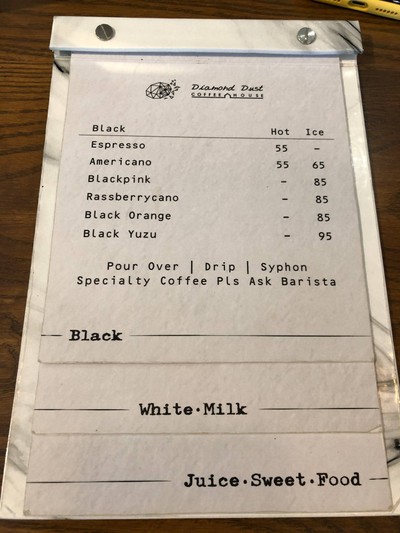 Diamond Dust
COFFEE HOUSE
Black Hot Ice
Espresso 55 -
Americano 55 65
Blackpink - 85
Rassberrycano - 85
Black Orange - 85
Black Yuzu - 95
Pour Over | Drip | Syphon
Specialty Coffee Pls Ask Barista
Black
White·Milk
Juice·Sweet·Food